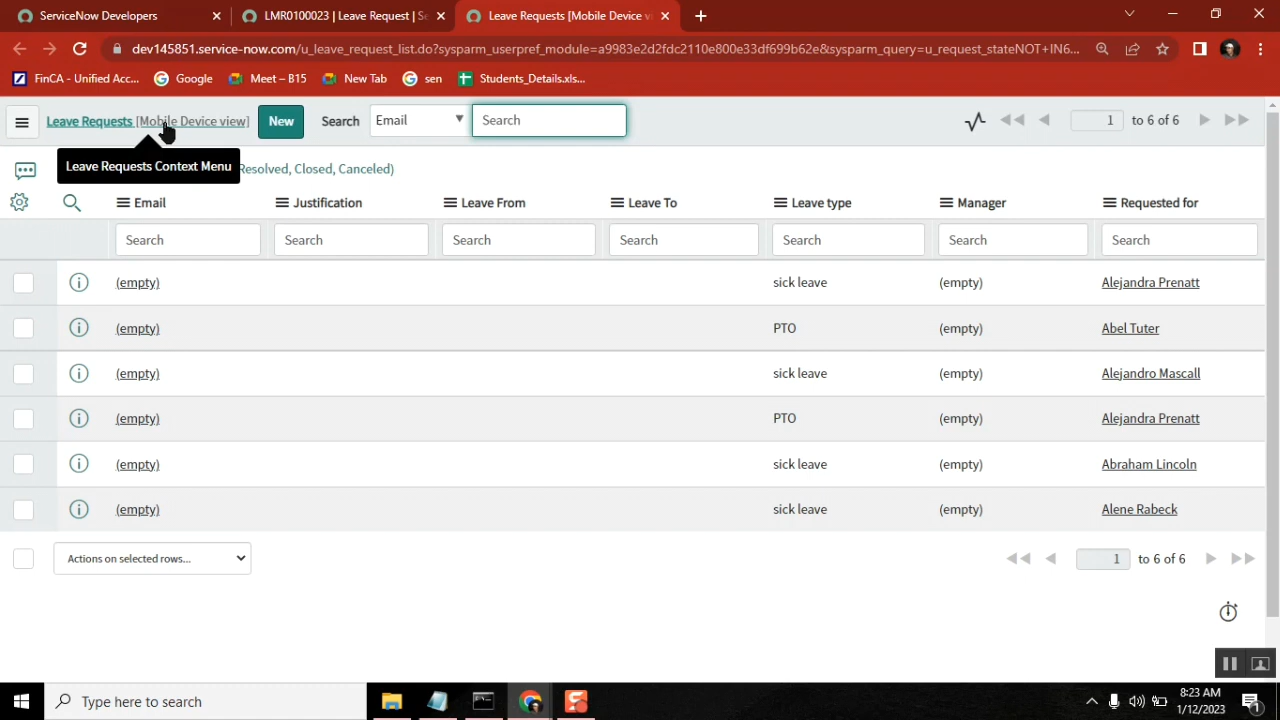 ServiceNow Developers
LMR0100023 | Leave Request | Se
Leave Requests [Mobile Device v
dev145851.service-now.com/u_leave_request_list.do?sysparm_userpref_module=a9983e2d2fdc2110e800e33df699b62e&sysparm_query=u_request_stateNOT+IN6...
FinCA - Unified Acc...
Google
Meet – B15
New Tab
sen
Students_Details.xls...
Leave Requests [Mobile Device view]
New
Search
Email
Search
1 to 6 of 6
Leave Requests Context Menu
Resolved, Closed, Canceled)
Email Justification Leave From Leave To Leave type Manager Requested for
Search Search Search Search Search Search Search
(empty) sick leave (empty) Alejandra Prenatt
(empty) PTO (empty) Abel Tuter
(empty) sick leave (empty) Alejandro Mascall
(empty) PTO (empty) Alejandra Prenatt
(empty) sick leave (empty) Abraham Lincoln
(empty) sick leave (empty) Alene Rabeck
Actions on selected rows...
1 to 6 of 6
Type here to search
8:23 AM
1/12/2023